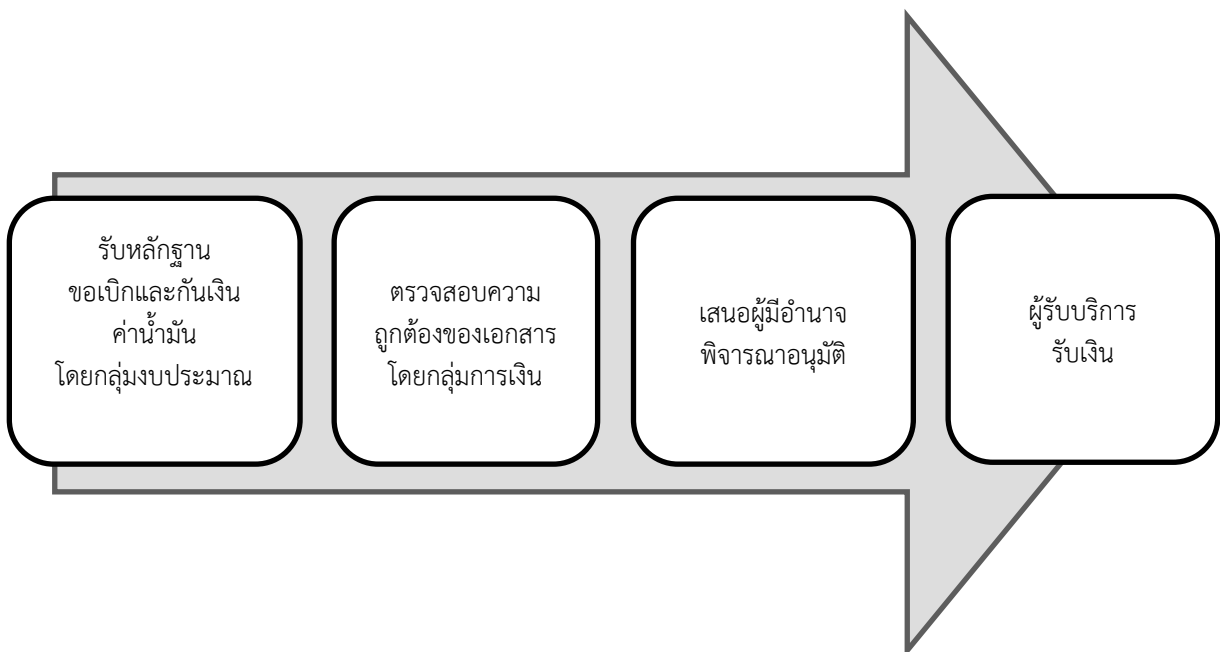 รับหลักฐาน
ขอเบิกและกันเงิน
ค่าน้ำมัน
โดยกลุ่มงบประมาณ
ตรวจสอบความ
ถูกต้องของเอกสาร
โดยกลุ่มการเงิน
เสนอผู้มีอำนาจ
พิจารณาอนุมัติ
ผู้รับบริการ
รับเงิน